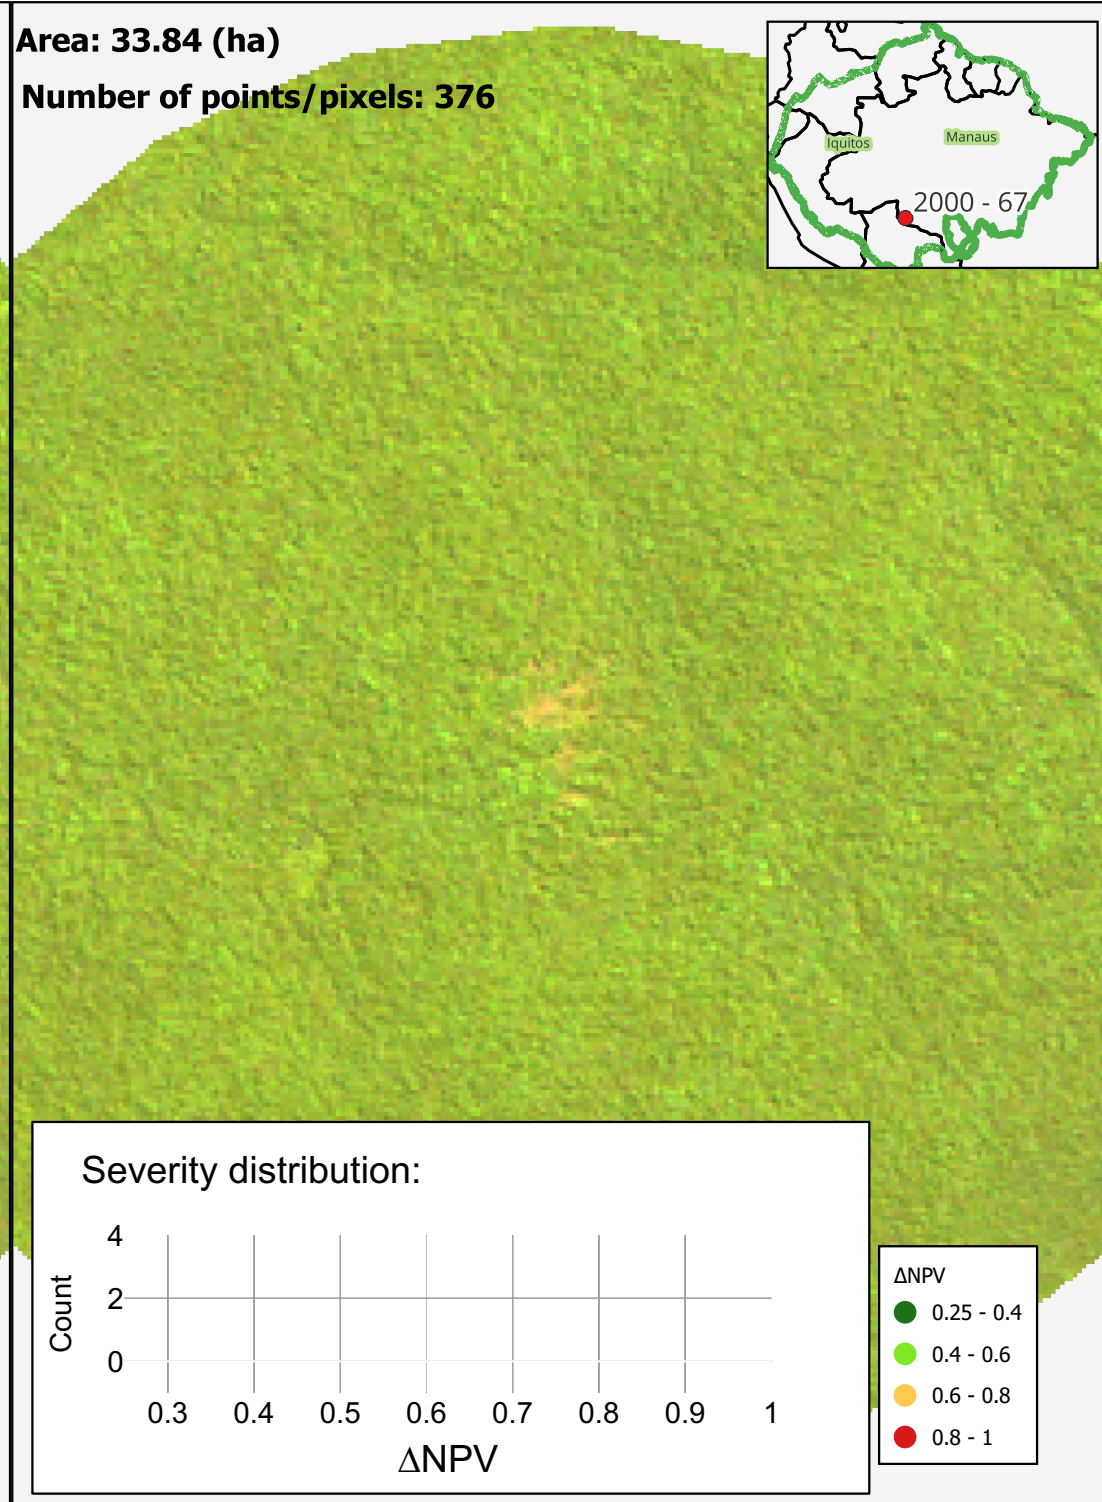 Area: 33.84 (ha)
Number of points/pixels: 376
Iquitos
Manaus
2000 - 67
Severity distribution:
4
2
0
Count
0.3 0.4 0.5 0.6 0.7 0.8 0.9 1
ΔNPV
ΔNPV
0.25 - 0.4
0.4 - 0.6
0.6 - 0.8
0.8 - 1